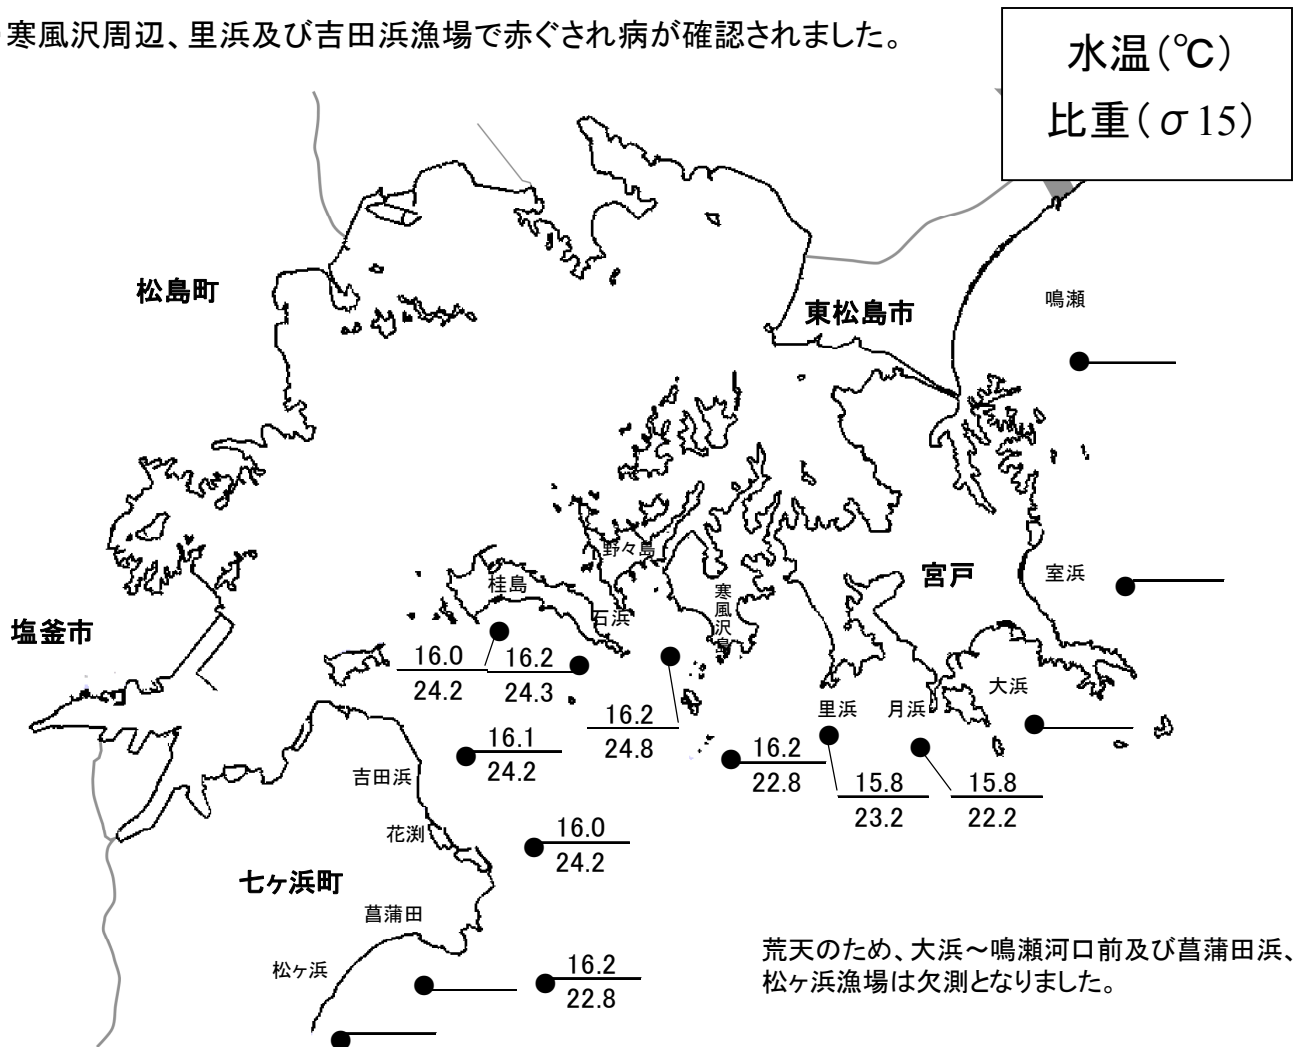 寒風沢周辺、里浜及び吉田浜漁場で赤ぐされ病が確認されました。
水温(℃)
比重(σ15)
松島町
東松島市
鳴瀬
野々島
桂島
石浜
寒風沢島
宮戸
室浜
塩釜市
16.0
24.2
16.2
24.3
16.2
24.8
大浜
里浜
月浜
16.1
24.2
16.2
22.8
15.8
23.2
15.8
22.2
吉田浜
花渕
16.0
24.2
七ヶ浜町
菖蒲田
松ヶ浜
16.2
22.8
荒天のため、大浜~鳴瀬河口前及び菖蒲田浜、
松ヶ浜漁場は欠測となりました。